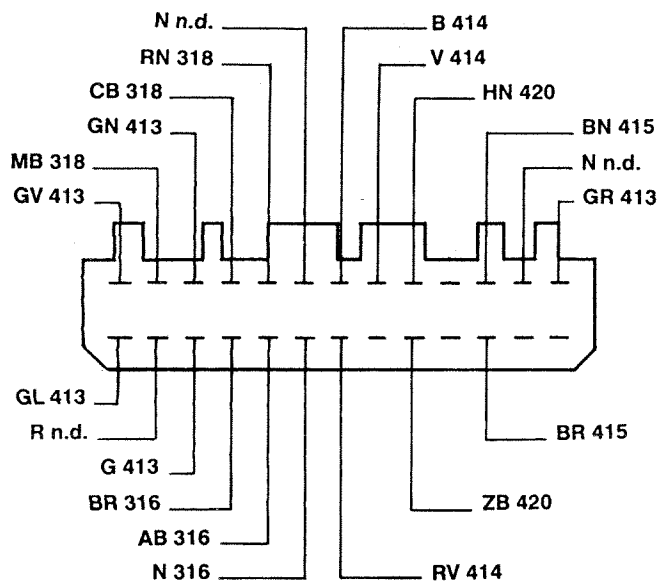 N n.d. B 414
RN 318 V 414
CB 318 HN 420
GN 413 BN 415
MB 318 N n.d.
GV 413 GR 413
GL 413
R n.d. BR 415
G 413
BR 316 ZB 420
AB 316
N 316 RV 414